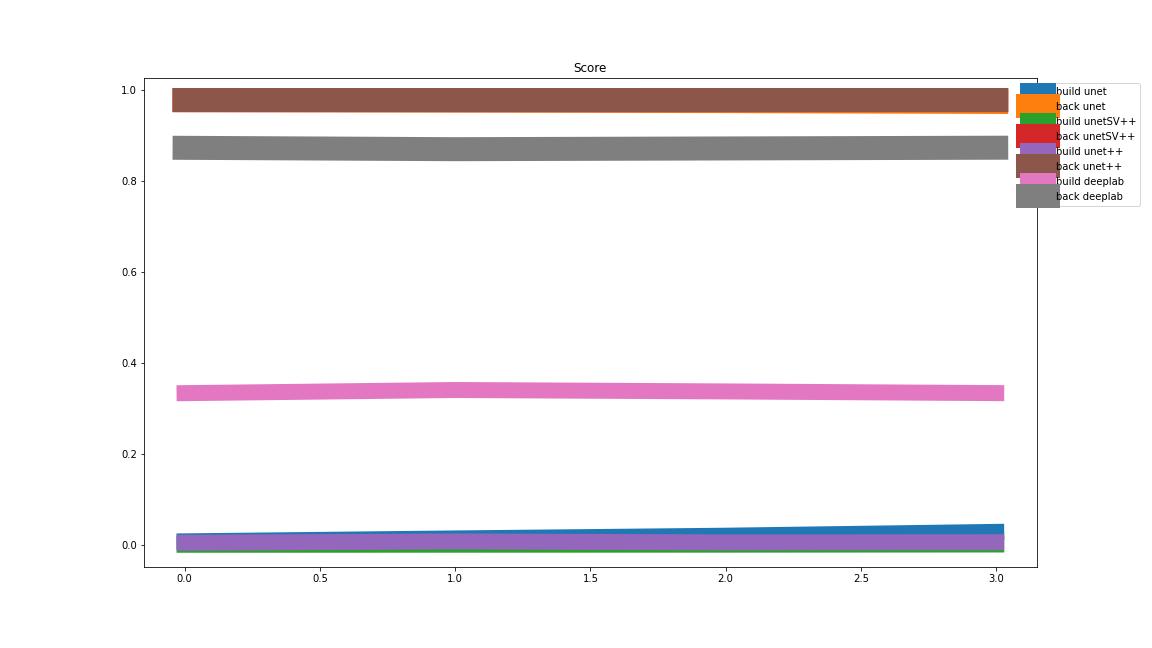 Score
1.0
0.8
0.6
0.4
0.2
0.0
0.0 0.5 1.0 1.5 2.0 2.5 3.0
build unet
back unet
build unetSV++
back unetSV++
build unet++
back unet++
build deeplab
back deeplab